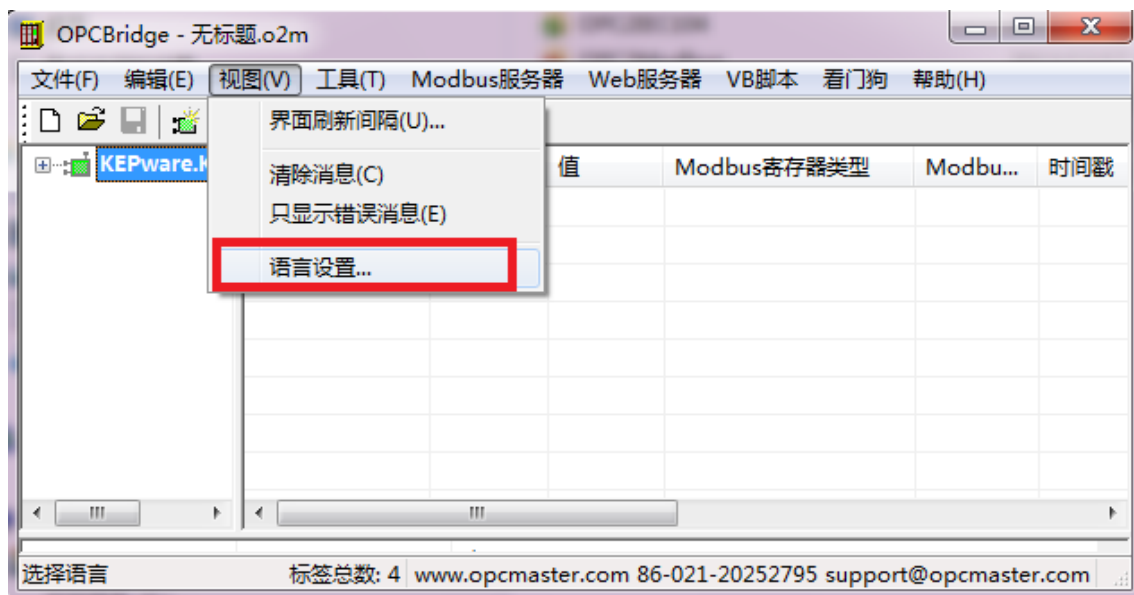 OPCBridge - 无标题.o2m
文件(F) 编辑(E) 视图(V) 工具(T) Modbus服务器 Web服务器 VB脚本 看门狗 帮助(H)
界面刷新间隔(U)...
KEPware.K 值 Modbus寄存器类型 Modbu... 时间戳
清除消息(C)
只显示错误消息(E)
语言设置...
选择语言 标签总数: 4 www.opcmaster.com 86-021-20252795 support@opcmaster.com